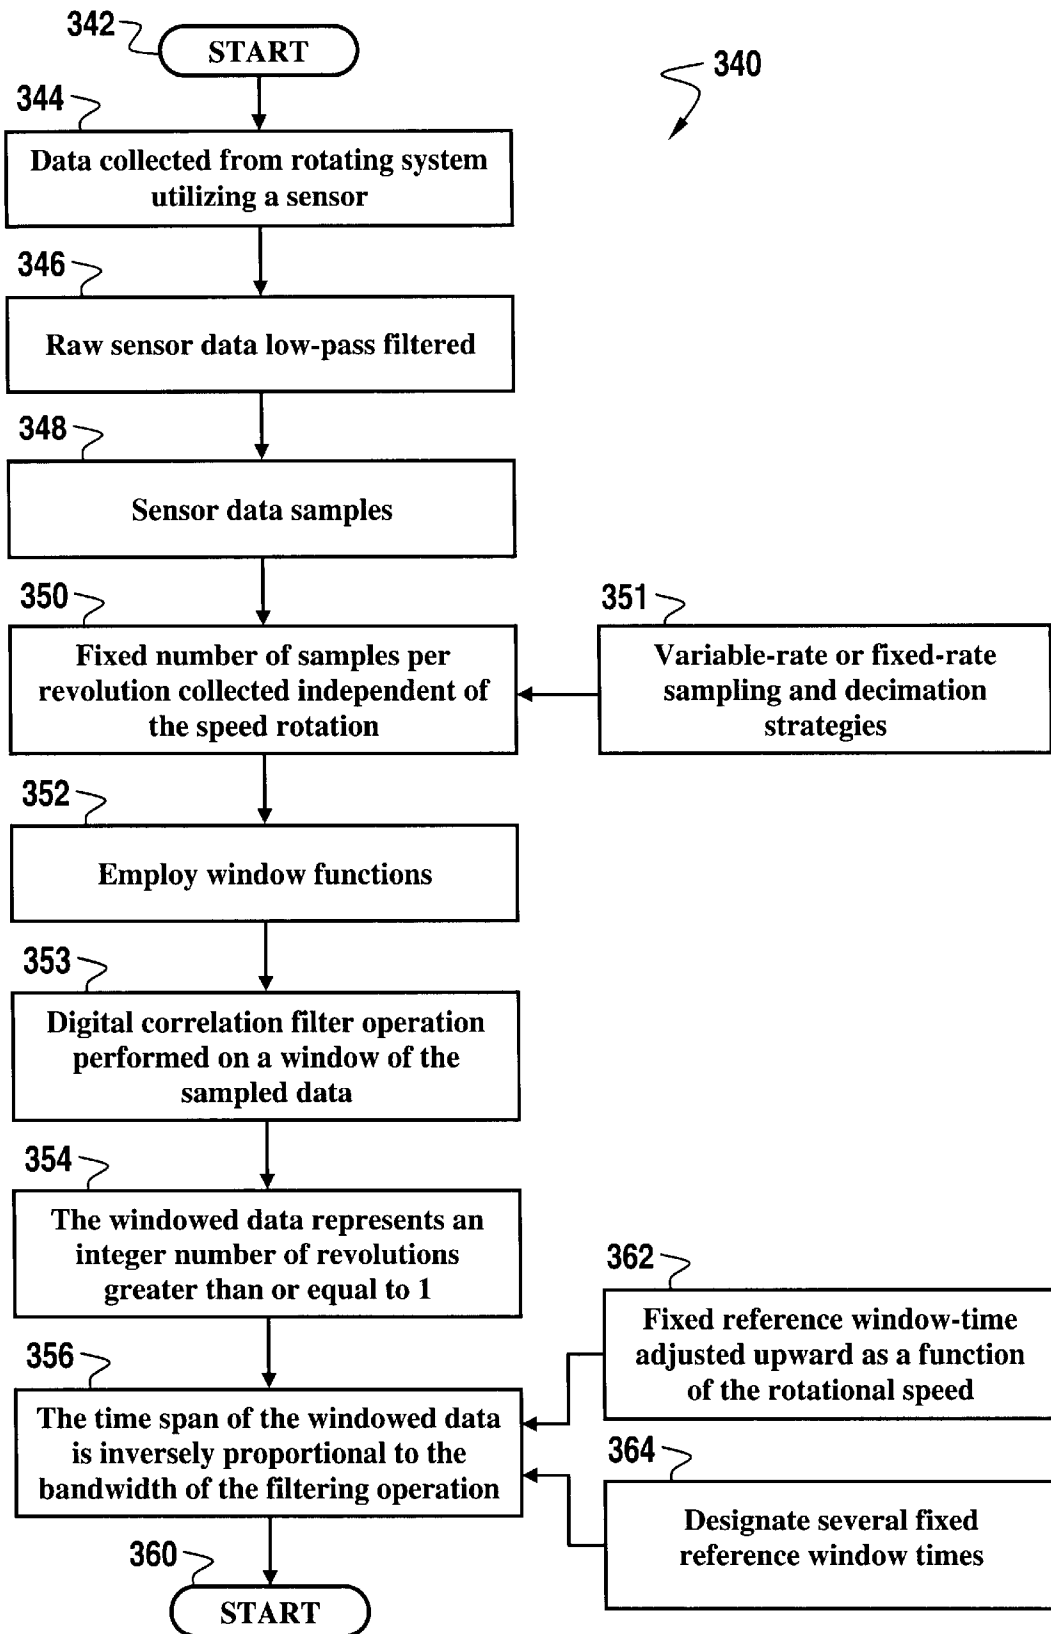 342
START
340
344
Data collected from rotating system
utilizing a sensor
346
Raw sensor data low-pass filtered
348
Sensor data samples
350
Fixed number of samples per
revolution collected independent of
the speed rotation
351
Variable-rate or fixed-rate
sampling and decimation
strategies
352
Employ window functions
353
Digital correlation filter operation
performed on a window of the
sampled data
354
The windowed data represents an
integer number of revolutions
greater than or equal to 1
362
Fixed reference window-time
adjusted upward as a function
of the rotational speed
356
The time span of the windowed data
is inversely proportional to the
bandwidth of the filtering operation
364
Designate several fixed
reference window times
360
START